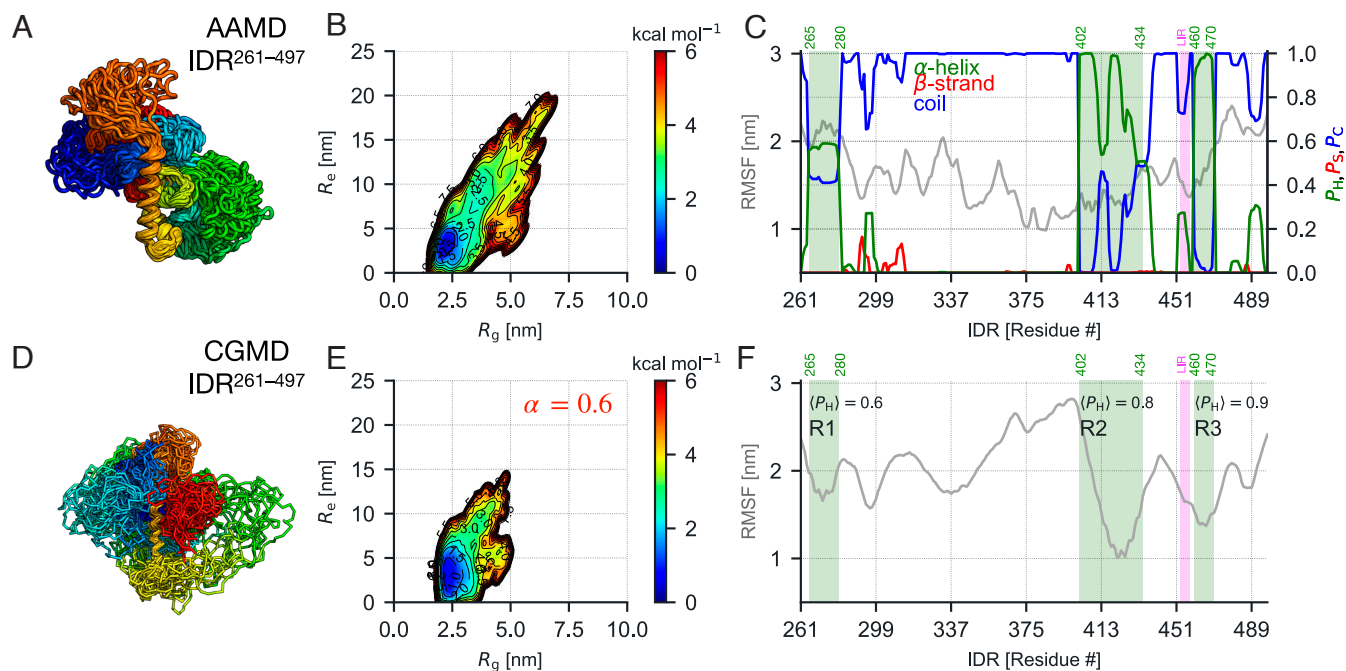 A
AAMD
IDR261–497
B
kcal mol−1
25
20
15
10
5
0
Re [nm]
0.0
2.5
5.0
7.5
10.0
Rg [nm]
6
4
2
0
C
265
280
402
434
LIR
460
470
3
2
1
RMSF [nm]
α-helix
β-strand
coil
1.0
0.8
0.6
0.4
0.2
0.0
PH, PS, PC
261
299
337
375
413
451
489
IDR [Residue #]
D
CGMD
IDR261–497
E
kcal mol−1
25
20
15
10
5
0
Re [nm]
α = 0.6
0.0
2.5
5.0
7.5
10.0
Rg [nm]
6
4
2
0
F
265
280
402
434
LIR
460
470
3
2
1
RMSF [nm]
⟨PH⟩ = 0.6
R1
⟨PH⟩ = 0.8
R2
⟨PH⟩ = 0.9
R3
261
299
337
375
413
451
489
IDR [Residue #]